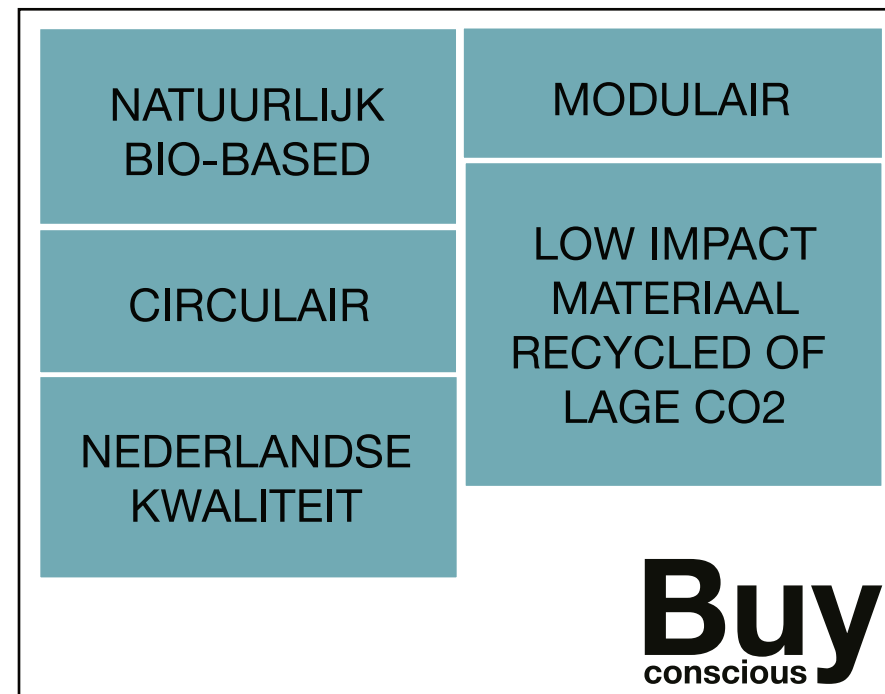 NATUURLIJK
BIO-BASED
CIRCULAIR
NEDERLANDSE
KWALITEIT
MODULAIR
LOW IMPACT
MATERIAAL
RECYCLED OF
LAGE CO2
Buy
conscious